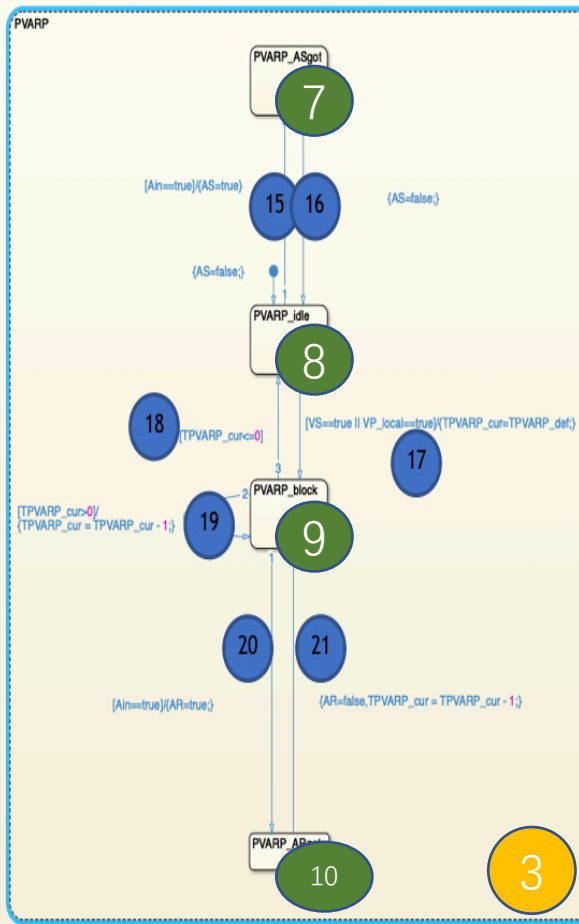 PVARP
PVARP_ASgot
7
[Ain==true]/{AS=true}
15
16
{AS=false;}
{AS=false;}
1
PVARP_idle
8
18
[TPVARP_cur<=0]
[VS==true || VP_local==true]/{TPVARP_cur=TPVARP_def;}
17
3
2
PVARP_block
[TPVARP_cur>0]/
{TPVARP_cur = TPVARP_cur - 1;}
19
9
1
20
21
[Ain==true]/{AR=true;}
{AR=false,TPVARP_cur = TPVARP_cur - 1;}
10
3